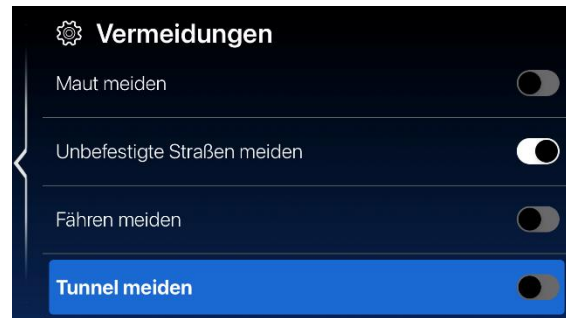 Vermeidungen
Maut meiden
Unbefestigte Straßen meiden
Fähren meiden
Tunnel meiden